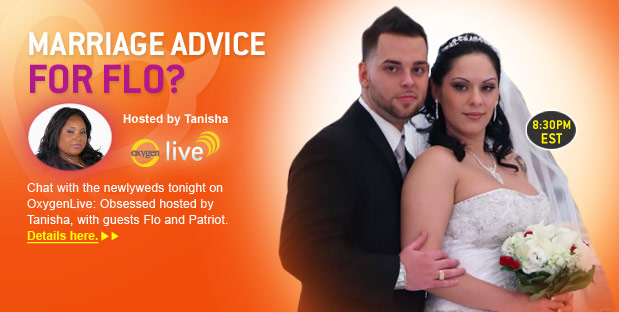 MARRIAGE ADVICE
FOR FLO?
Hosted by Tanisha
oxygen live
Chat with the newlyweds tonight on
OxygenLive: Obsessed hosted by
Tanisha, with guests Flo and Patriot.
Details here.
8:30PM
EST